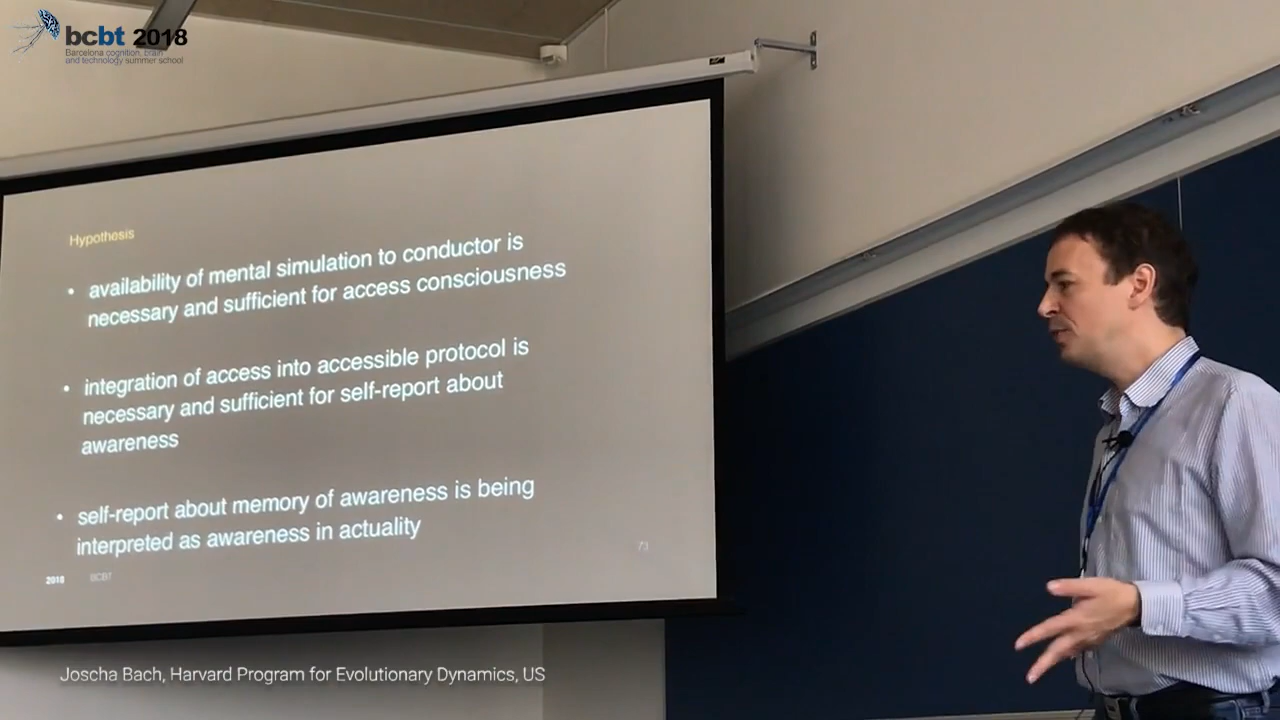 bcbt 2018
Barcelona cognition, brain
and technology summer school
Hypothesis
• availability of mental simulation to conductor is
necessary and sufficient for access consciousness
• integration of access into accessible protocol is
necessary and sufficient for self-report about
awareness
• self-report about memory of awareness is being
interpreted as awareness in actuality
73
2018 BCBT
Joscha Bach, Harvard Program for Evolutionary Dynamics, US